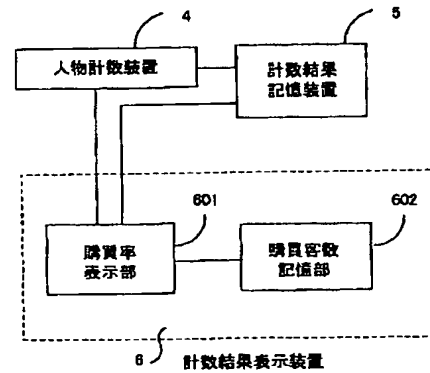 4
5
人物計数装置
計数結果
記憶装置
601
602
購買率
表示部
購買客数
記憶部
6
計数結果表示装置